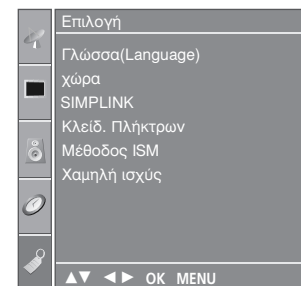 Επιλογή
Γλώσσα(Language)
χώρα
SIMPLINK
Κλείδ. Πλήκτρων
Μέθοδος ISM
Χαμηλή ισχύς
▲▼ ◄► OK MENU